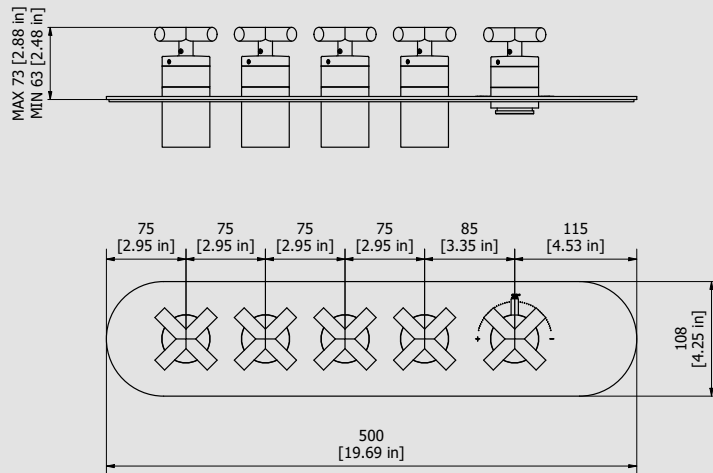 MAX 73 [2.88 in]
MIN 63 [2.48 in]
75
[2.95 in]
75
[2.95 in]
75
[2.95 in]
75
[2.95 in]
85
[3.35 in]
115
[4.53 in]
+
-
108
[4.25 in]
500
[19.69 in]